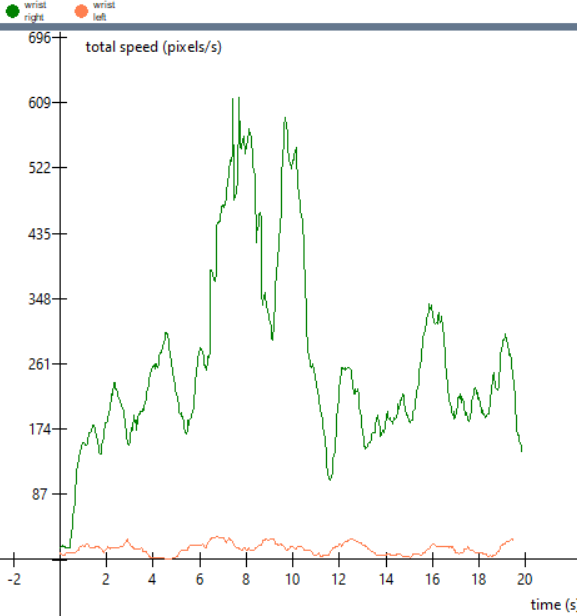 wrist
right
wrist
left
total speed (pixels/s)
696
609
522
435
348
261
174
87
-2 2 4 6 8 10 12 14 16 18 20
time (s)